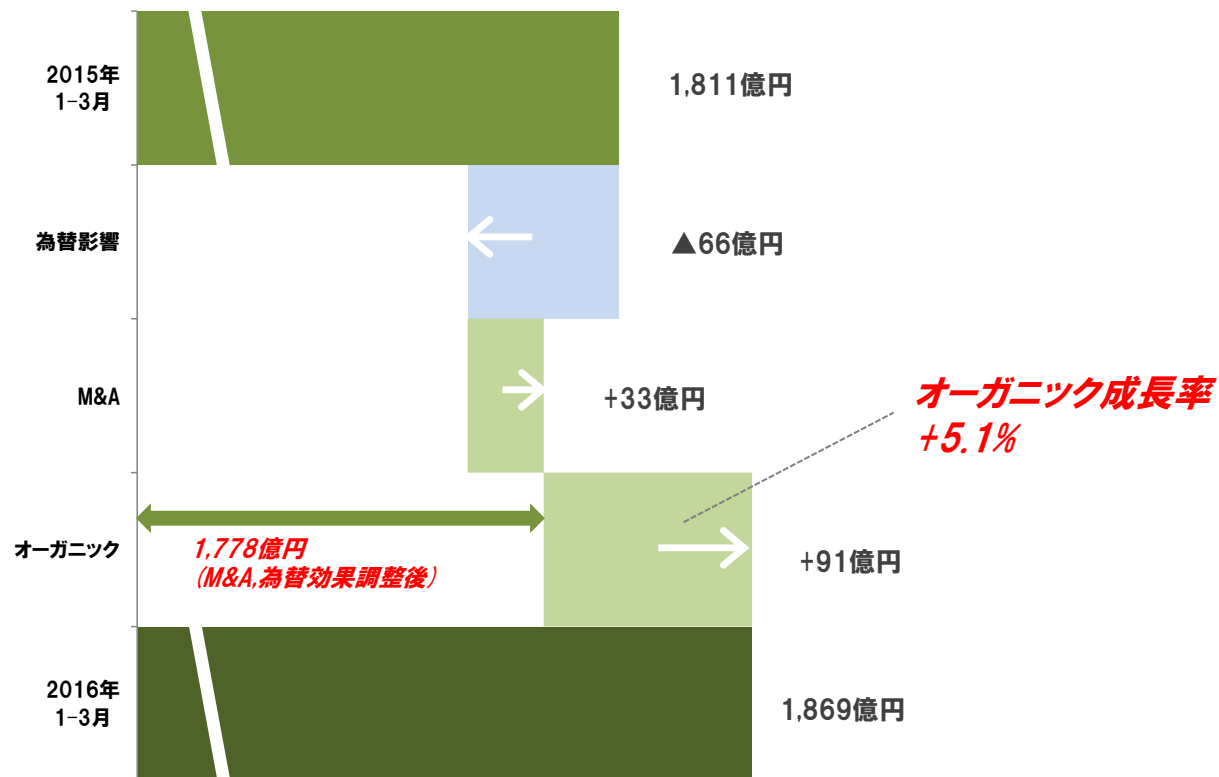 2015年
1-3月
1,811億円
為替影響
▲66億円
M&A
+33億円
オーガニック成長率
+5.1%
オーガニック
1,778億円
(M&A,為替効果調整後)
+91億円
2016年
1-3月
1,869億円